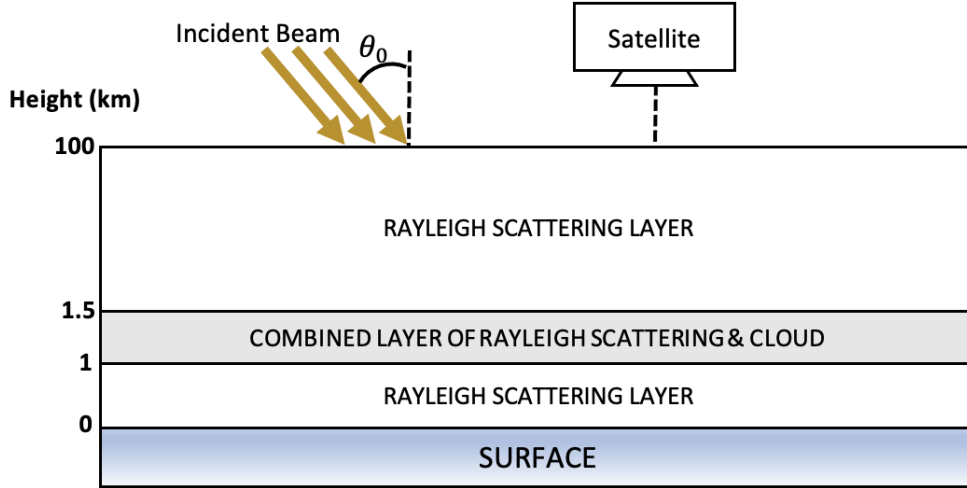 Incident Beam
θ₀
Satellite
Height (km)
100
RAYLEIGH SCATTERING LAYER
1.5
COMBINED LAYER OF RAYLEIGH SCATTERING & CLOUD
1
RAYLEIGH SCATTERING LAYER
0
SURFACE